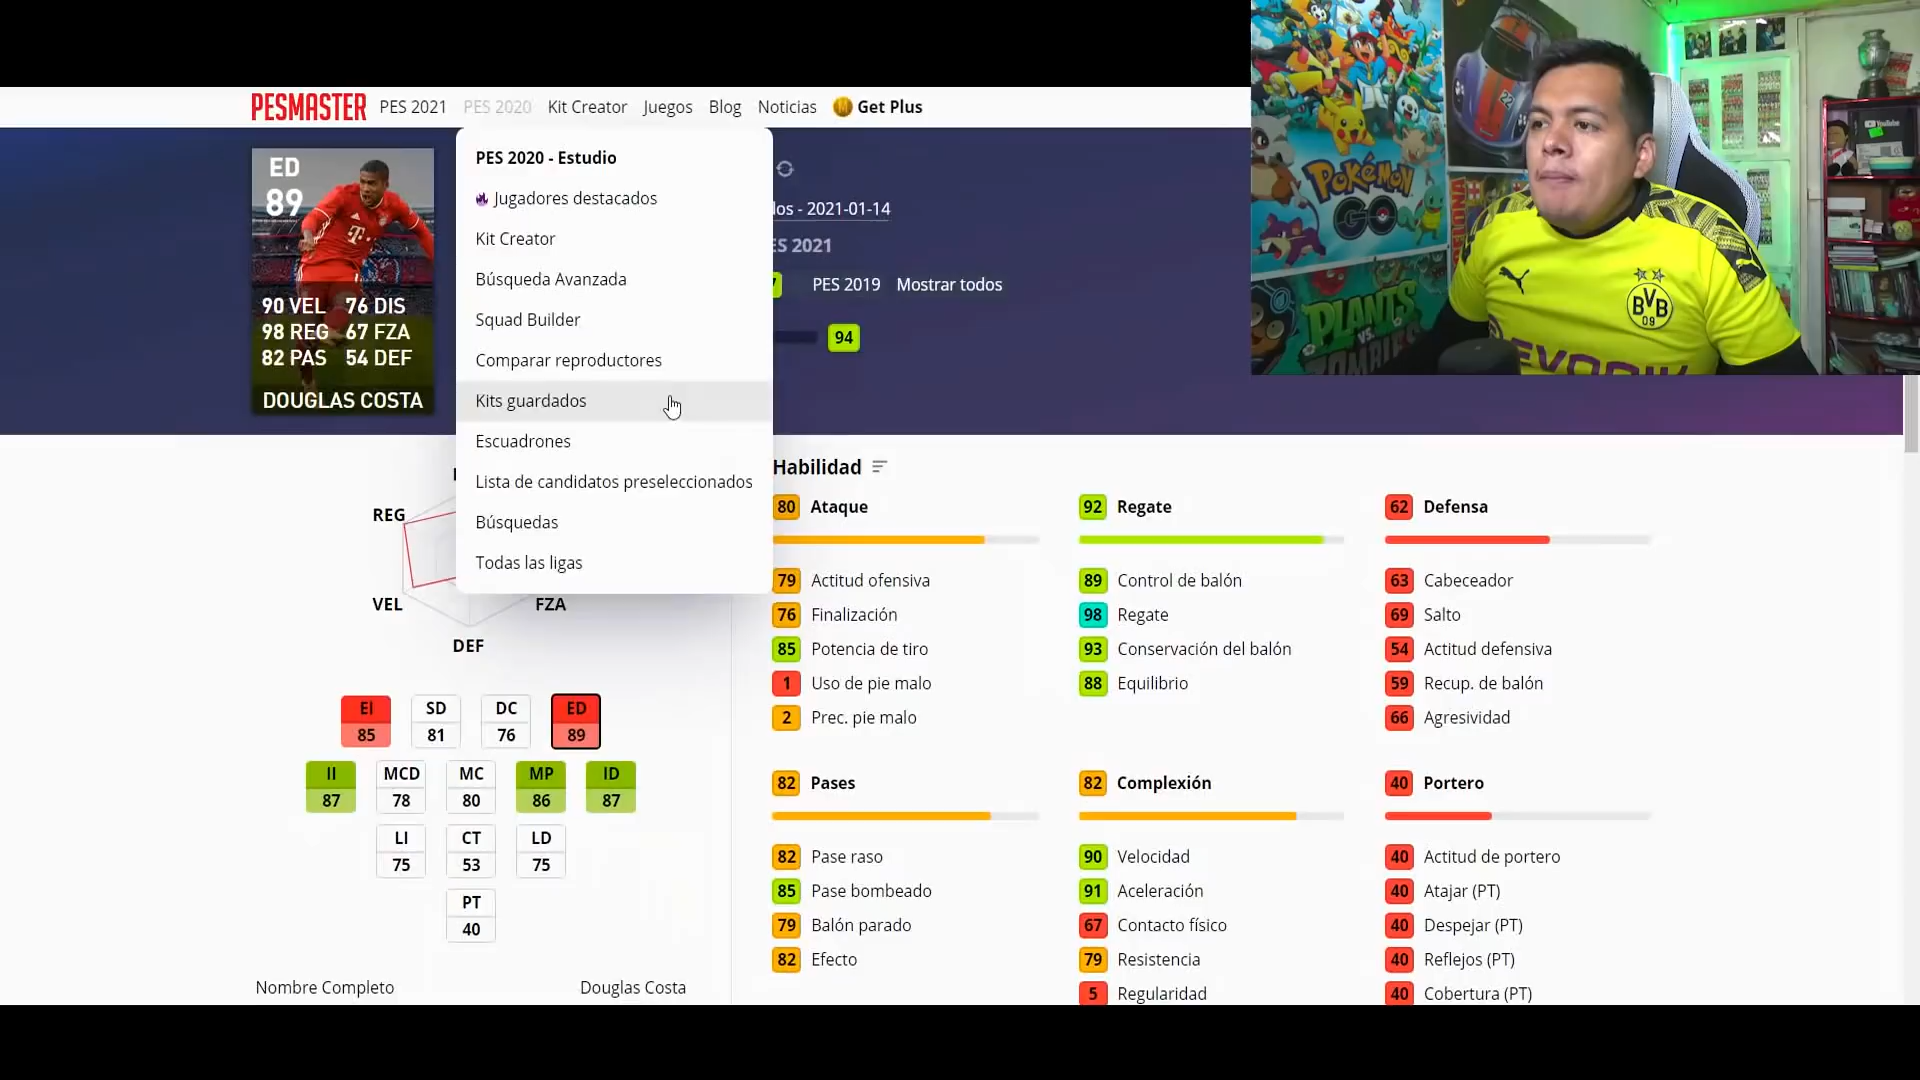 PESMASTER PES 2021 PES 2020 Kit Creator Juegos Blog Noticias Get Plus
ED
89
90 VEL 76 DIS
98 REG 67 FZA
82 PAS 54 DEF
DOUGLAS COSTA
PES 2020 - Estudio
Jugadores destacados
Kit Creator
Búsqueda Avanzada
Squad Builder
Comparar reproductores
Kits guardados
Escuadrones
Lista de candidatos preseleccionados
Búsquedas
Todas las ligas
los - 2021-01-14
ES 2021
PES 2019 Mostrar todos
94
Pokémon
GO
PLANTS
VS.
ZOMBIES
22
YouTube
BVB
09
EVONIK
REG
VEL
FZA
DEF
EI
85
SD
81
DC
76
ED
89
II
87
MCD
78
MC
80
MP
86
ID
87
LI
75
CT
53
LD
75
PT
40
Nombre Completo Douglas Costa
Habilidad
80 Ataque
79 Actitud ofensiva
76 Finalización
85 Potencia de tiro
1 Uso de pie malo
2 Prec. pie malo
92 Regate
89 Control de balón
98 Regate
93 Conservación del balón
88 Equilibrio
62 Defensa
63 Cabeceador
69 Salto
54 Actitud defensiva
59 Recup. de balón
66 Agresividad
82 Pases
82 Pase raso
85 Pase bombeado
79 Balón parado
82 Efecto
82 Complexión
90 Velocidad
91 Aceleración
67 Contacto físico
79 Resistencia
5 Regularidad
40 Portero
40 Actitud de portero
40 Atajar (PT)
40 Despejar (PT)
40 Reflejos (PT)
40 Cobertura (PT)